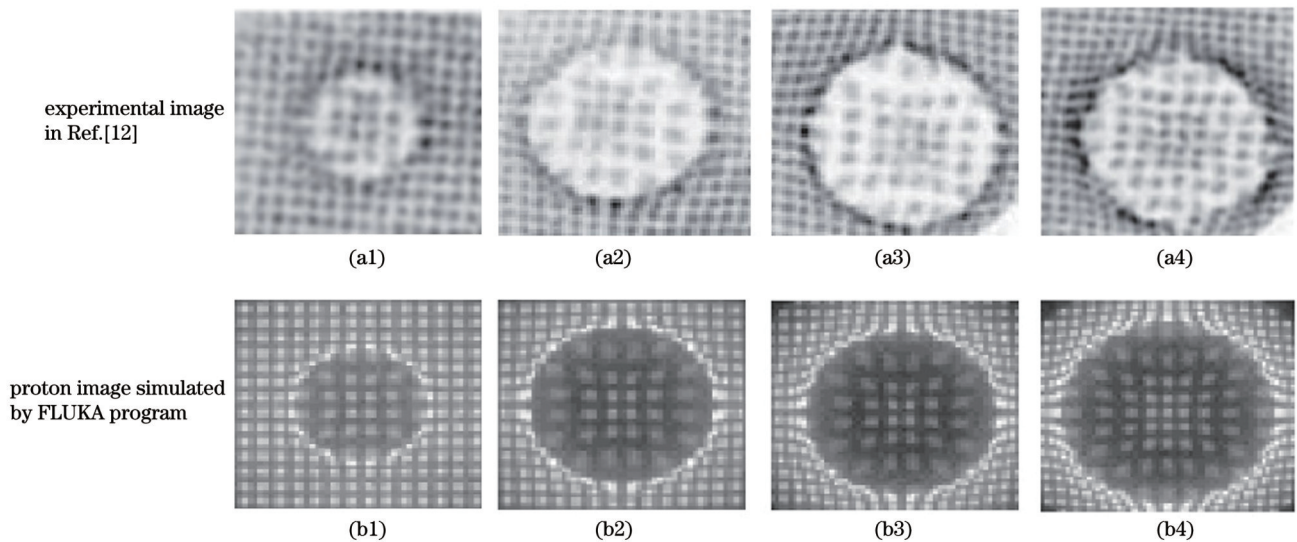 experimental image
in Ref.[12]
(a1) (a2) (a3) (a4)
proton image simulated
by FLUKA program
(b1) (b2) (b3) (b4)